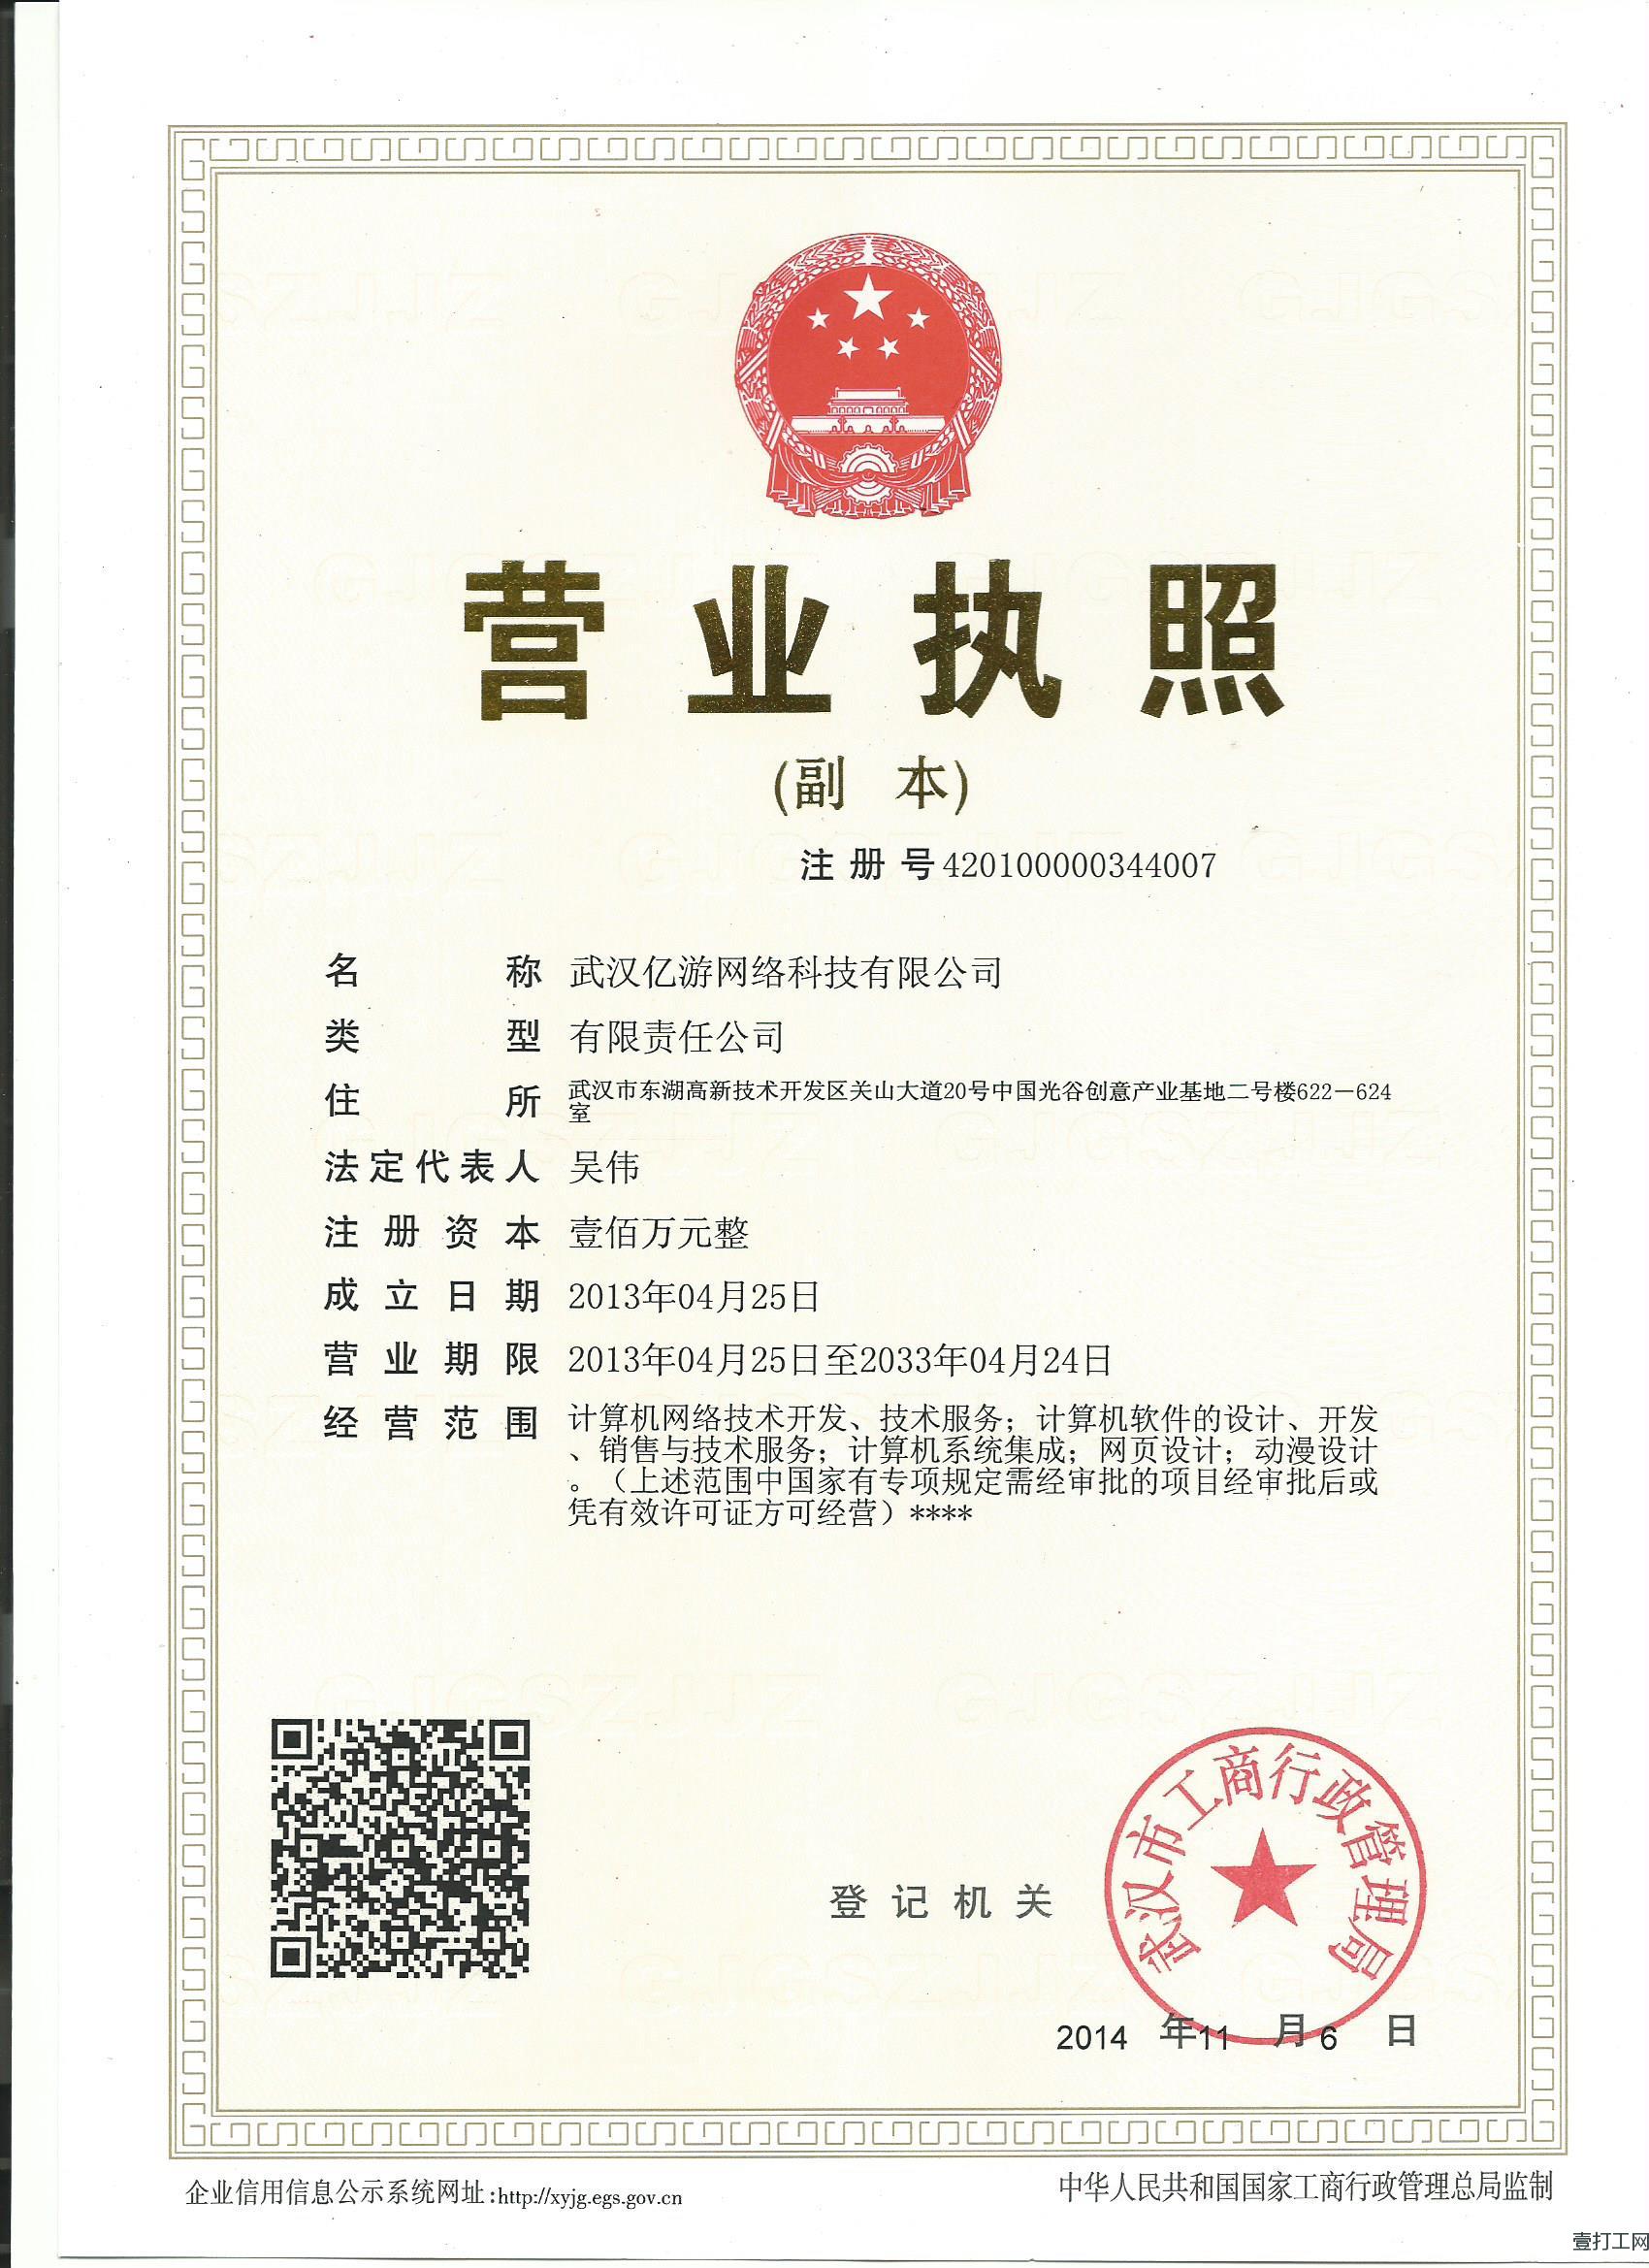 营业执照
(副 本)
注册号420100000344007
名称 武汉亿游网络科技有限公司
类型 有限责任公司
住所 武汉市东湖高新技术开发区关山大道20号中国光谷创意产业基地二号楼622—624
室
法定代表人 吴伟
注册资本 壹佰万元整
成立日期 2013年04月25日
营业期限 2013年04月25日至2033年04月24日
经营范围 计算机网络技术开发、技术服务；计算机软件的设计、开发
、销售与技术服务；计算机系统集成；网页设计；动漫设计
。（上述范围中国家有专项规定需经审批的项目经审批后或
凭有效许可证方可经营）****
武汉市工商行政管理局
登记机关
2014 年11 月6 日
企业信用信息公示系统网址:http://xyjg.egs.gov.cn
中华人民共和国国家工商行政管理总局监制
壹打工网